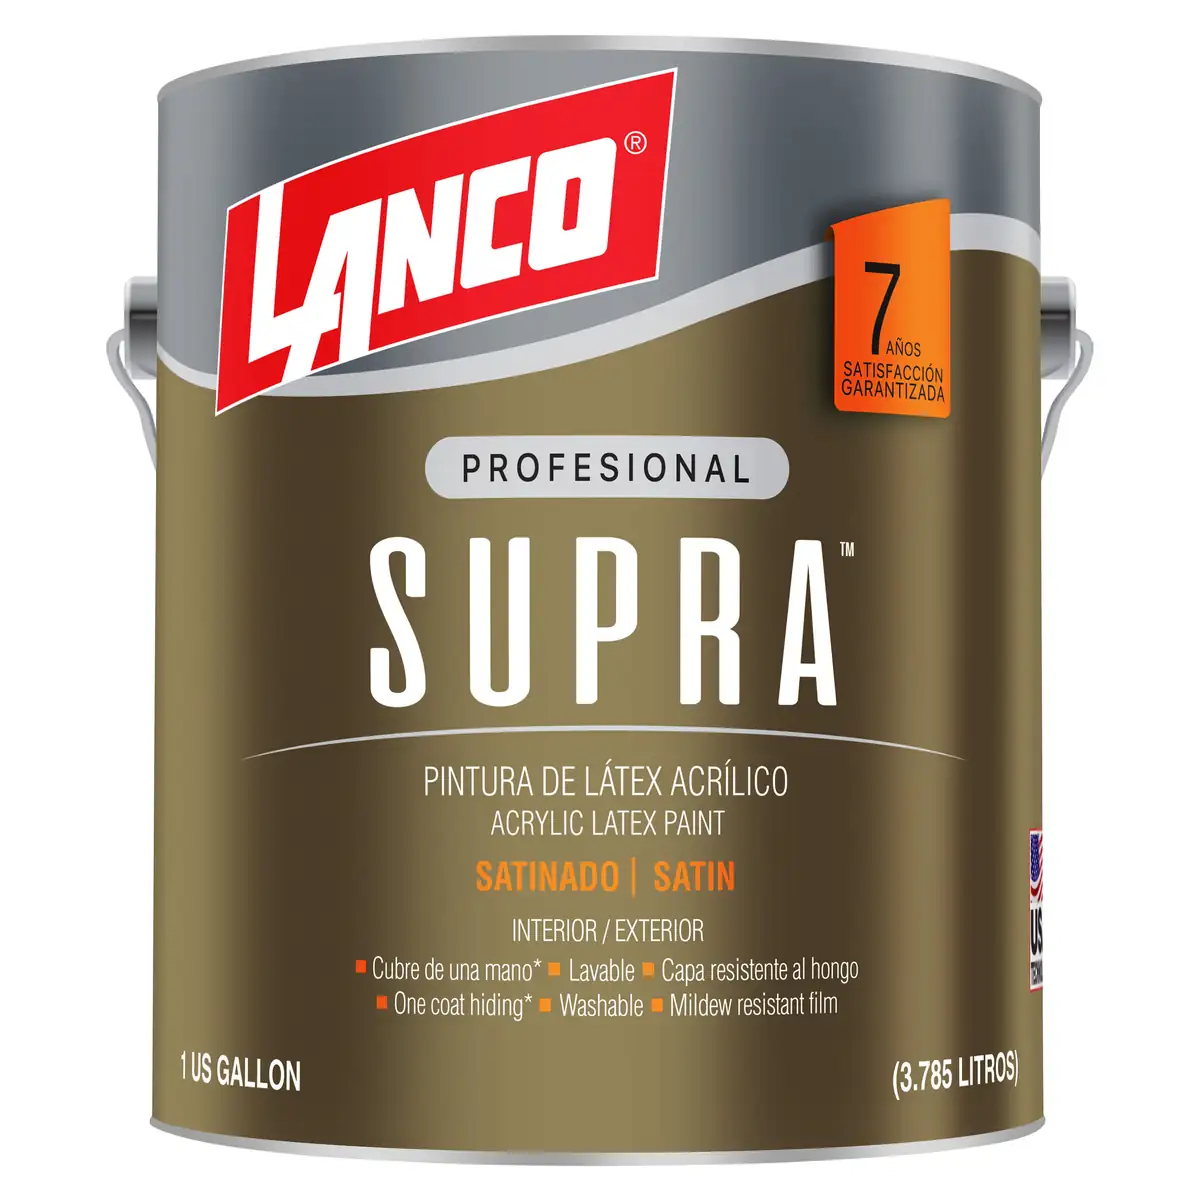 LANCO®
7
AÑOS
SATISFACCIÓN
GARANTIZADA
PROFESIONAL
SUPRA™
PINTURA DE LÁTEX ACRÍLICO
ACRYLIC LATEX PAINT
SATINADO | SATIN
INTERIOR / EXTERIOR
▪ Cubre de una mano* ▪ Lavable ▪ Capa resistente al hongo
▪ One coat hiding* ▪ Washable ▪ Mildew resistant film
1 US GALLON
(3.785 LITROS)